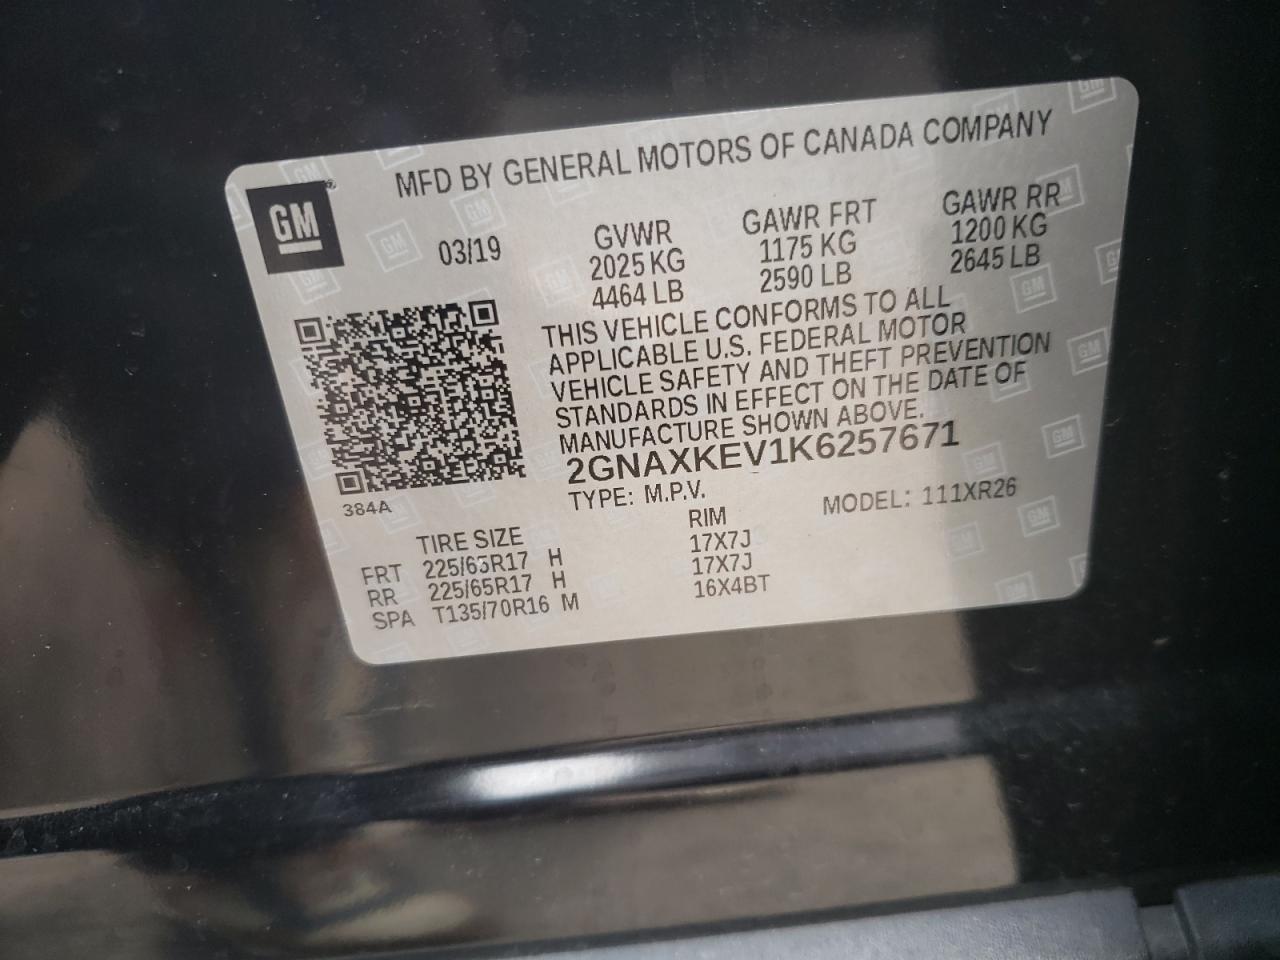 MFD BY GENERAL MOTORS OF CANADA COMPANY
GM
03/19
GVWR
2025 KG
4464 LB
GAWR FRT
1175 KG
2590 LB
GAWR RR
1200 KG
2645 LB
THIS VEHICLE CONFORMS TO ALL
APPLICABLE U.S. FEDERAL MOTOR
VEHICLE SAFETY AND THEFT PREVENTION
STANDARDS IN EFFECT ON THE DATE OF
MANUFACTURE SHOWN ABOVE.
2GNAXKEV1K6257671
TYPE: M.P.V. MODEL: 111XR26
384A
TIRE SIZE RIM
FRT 225/65R17 H 17X7J
RR 225/65R17 H 17X7J
SPA T135/70R16 M 16X4BT